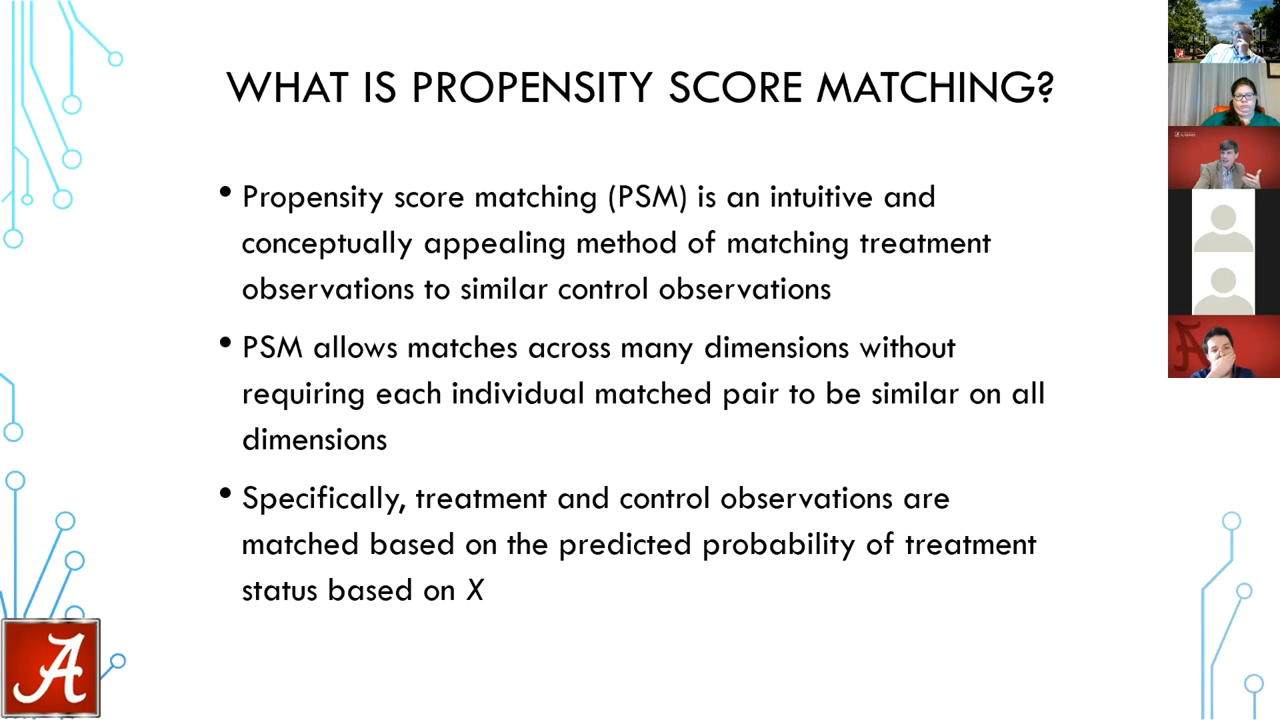 WHAT IS PROPENSITY SCORE MATCHING?
• Propensity score matching (PSM) is an intuitive and
conceptually appealing method of matching treatment
observations to similar control observations
• PSM allows matches across many dimensions without
requiring each individual matched pair to be similar on all
dimensions
• Specifically, treatment and control observations are
matched based on the predicted probability of treatment
status based on X
A